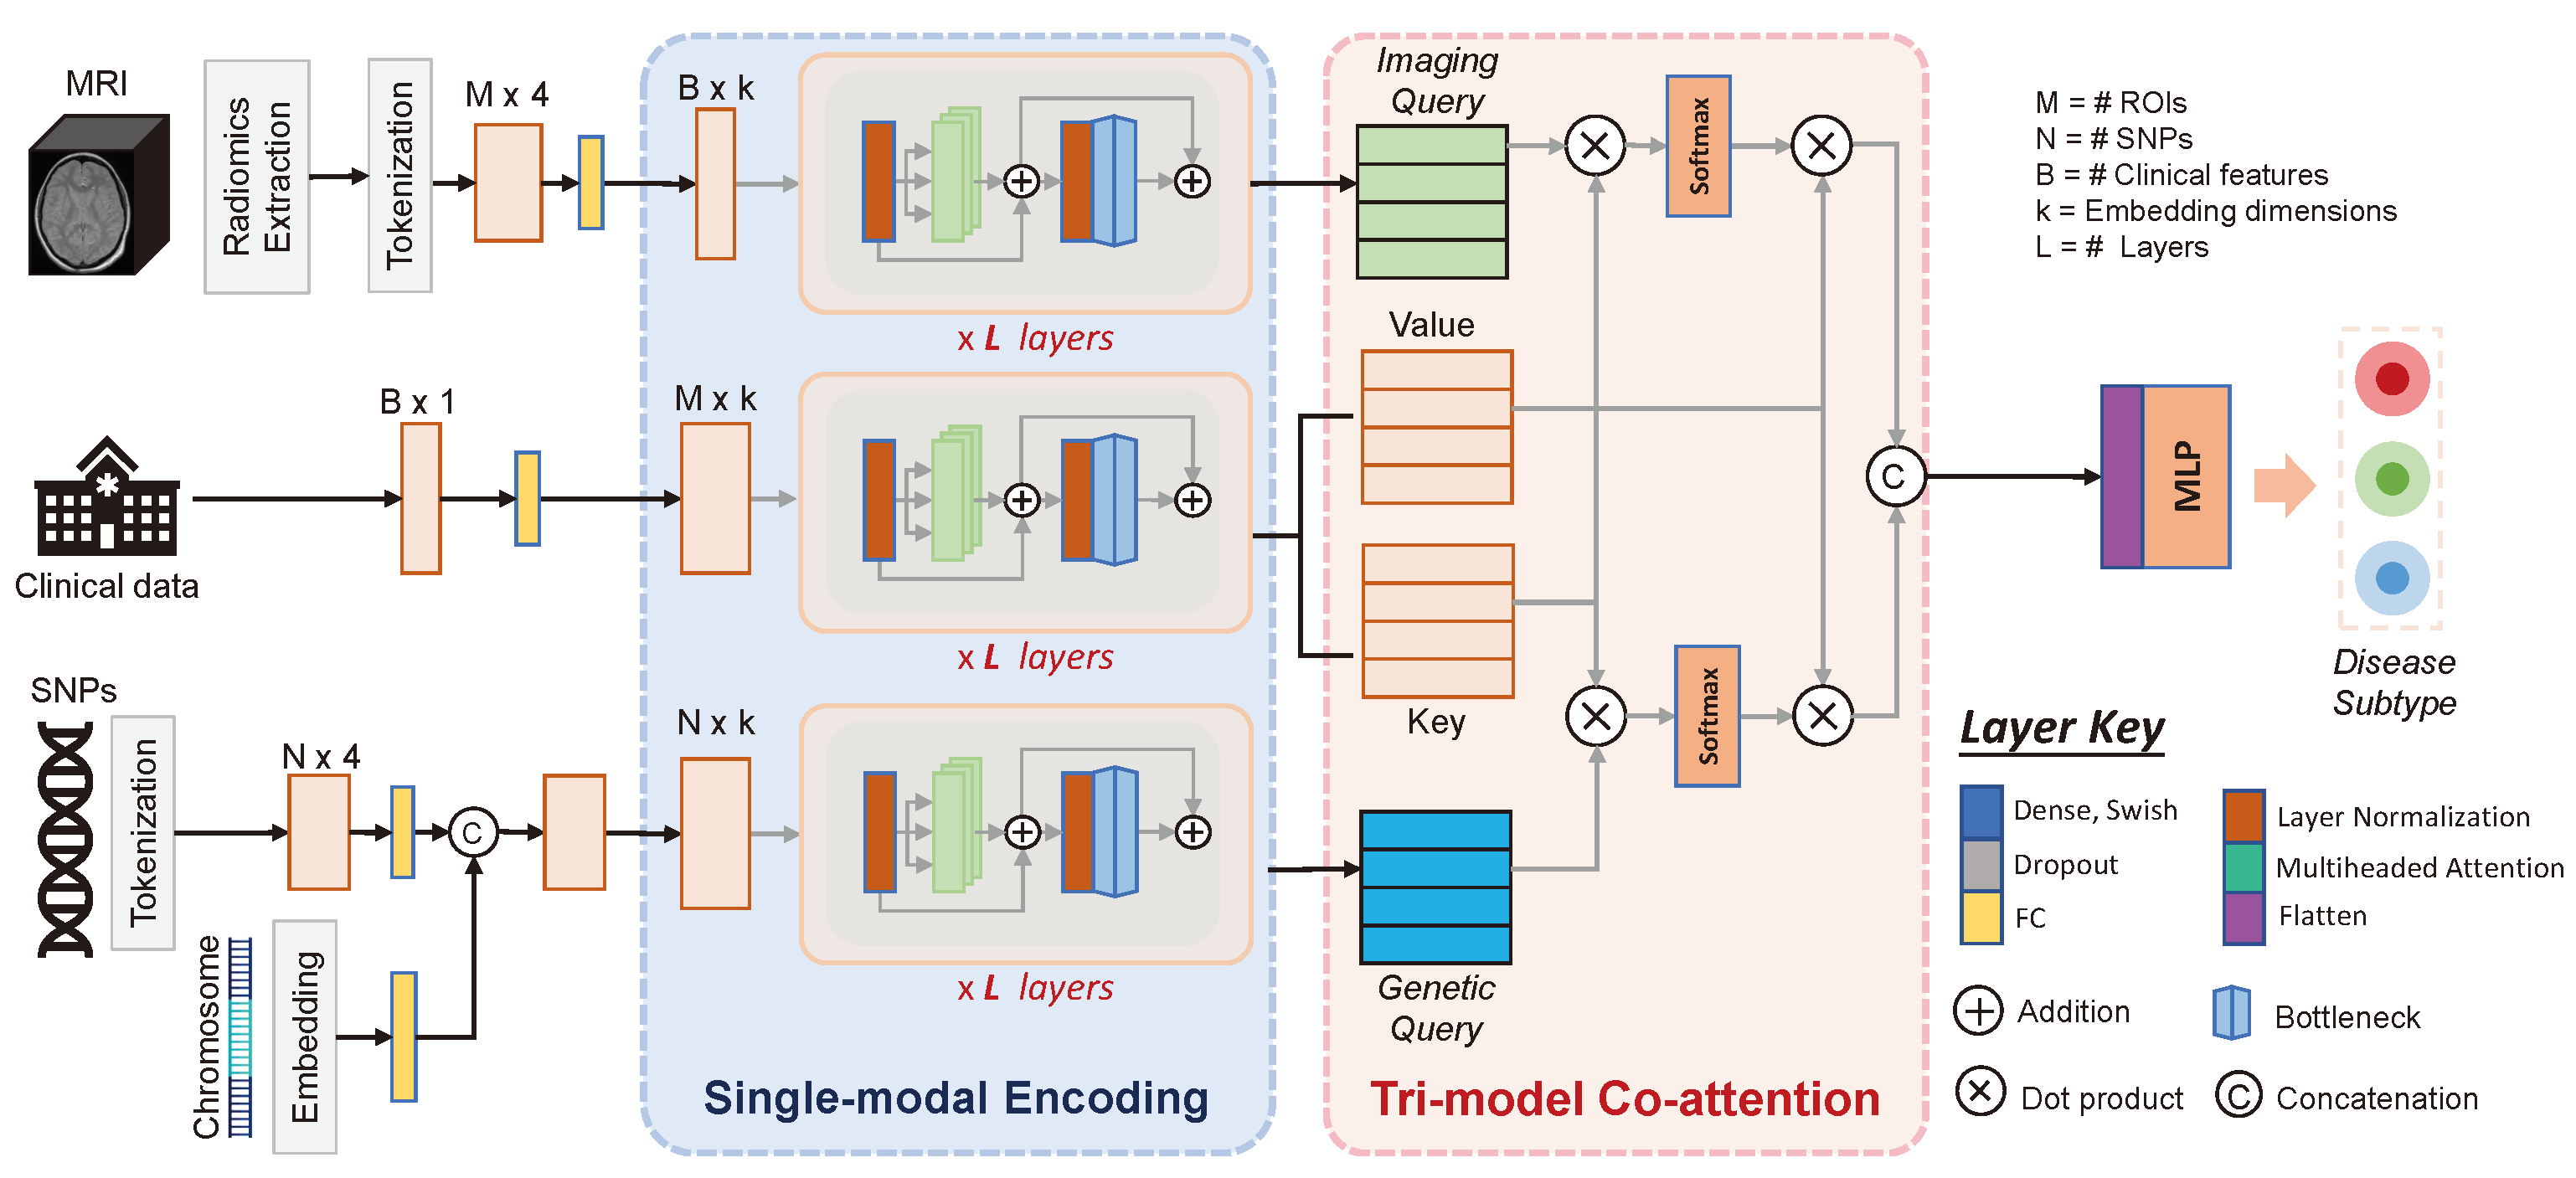 MRI
Radiomics
Extraction
Tokenization
M x 4
B x k
x L layers
Clinical data
B x 1
M x k
x L layers
SNPs
Tokenization
N x 4
C
N x k
x L layers
Chromosome
Embedding
Single-modal Encoding
Imaging
Query
Softmax
Value
Key
Softmax
Genetic
Query
C
Tri-model Co-attention
M = # ROIs
N = # SNPs
B = # Clinical features
k = Embedding dimensions
L = # Layers
MLP
Disease
Subtype
Layer Key
Dense, Swish
Dropout
FC
Layer Normalization
Multiheaded Attention
Flatten
Addition
Bottleneck
Dot product
C
Concatenation